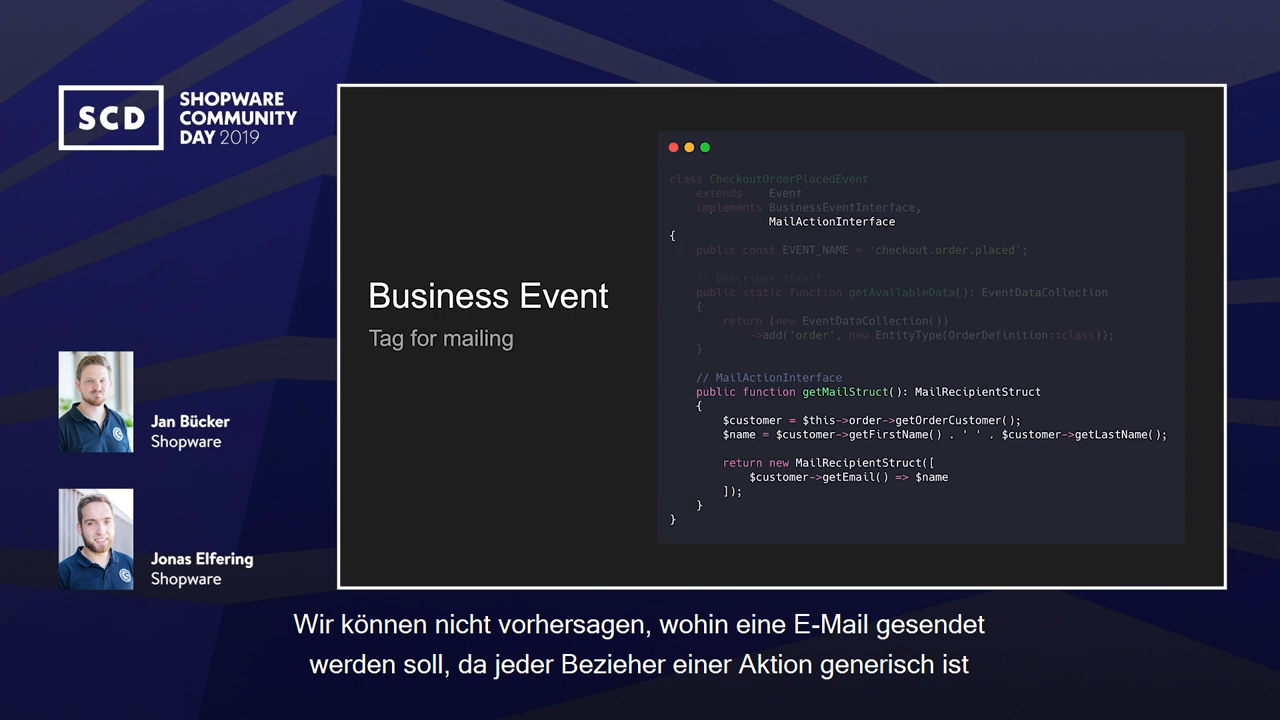 SCD
SHOPWARE
COMMUNITY
DAY 2019
Business Event
Tag for mailing
class CheckoutOrderPlacedEvent
    extends    Event
    implements BusinessEventInterface,
               MailActionInterface
{
    public const EVENT_NAME = 'checkout.order.placed';
    // Describes itself
    public static function getAvailableData(): EventDataCollection
    {
        return (new EventDataCollection())
            ->add('order', new EntityType(OrderDefinition::class));
    }
    // MailActionInterface
    public function getMailStruct(): MailRecipientStruct
    {
        $customer = $this->order->getOrderCustomer();
        $name = $customer->getFirstName() . ' ' . $customer->getLastName();
        return new MailRecipientStruct([
            $customer->getEmail() => $name
        ]);
    }
}
Jan Bücker
Shopware
Jonas Elfering
Shopware
Wir können nicht vorhersagen, wohin eine E-Mail gesendet
werden soll, da jeder Bezieher einer Aktion generisch ist